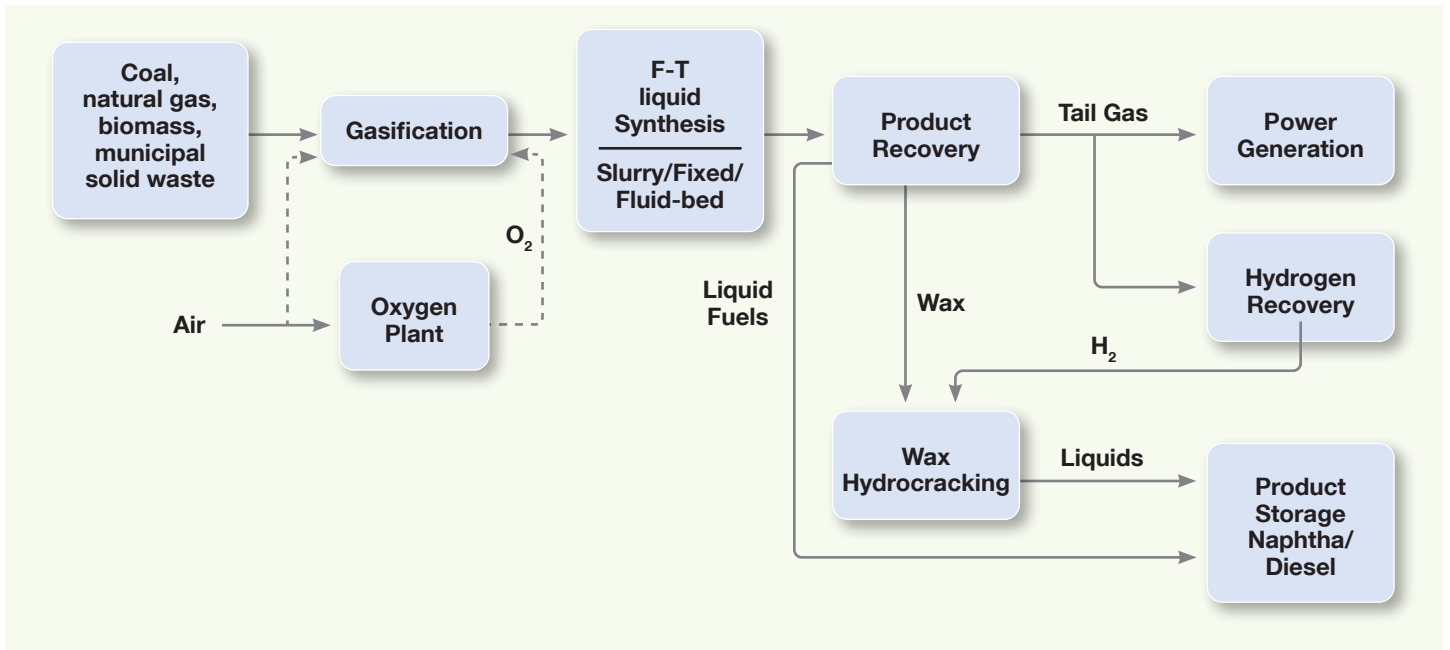 Coal,
natural gas,
biomass,
municipal
solid waste
Gasification
Air
Oxygen
Plant
O₂
F-T
liquid
Synthesis
Slurry/Fixed/
Fluid-bed
Product
Recovery
Tail Gas
Power
Generation
Liquid
Fuels
Wax
Hydrogen
Recovery
H₂
Wax
Hydrocracking
Liquids
Product
Storage
Naphtha/
Diesel